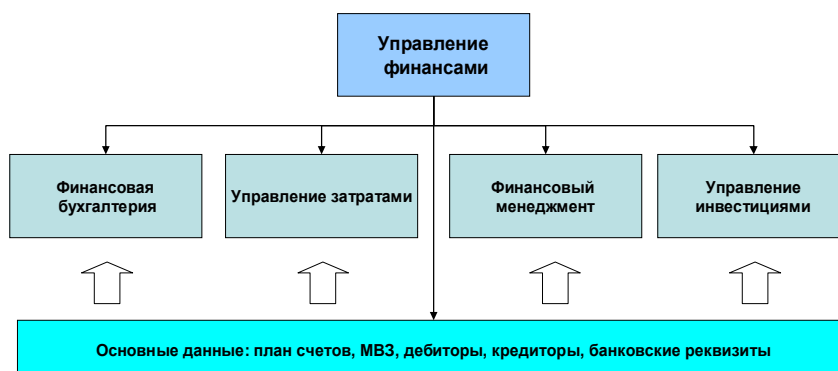 Управление
финансами
Финансовая
бухгалтерия
Управление затратами
Финансовый
менеджмент
Управление
инвестициями
Основные данные: план счетов, МВЗ, дебиторы, кредиторы, банковские реквизиты